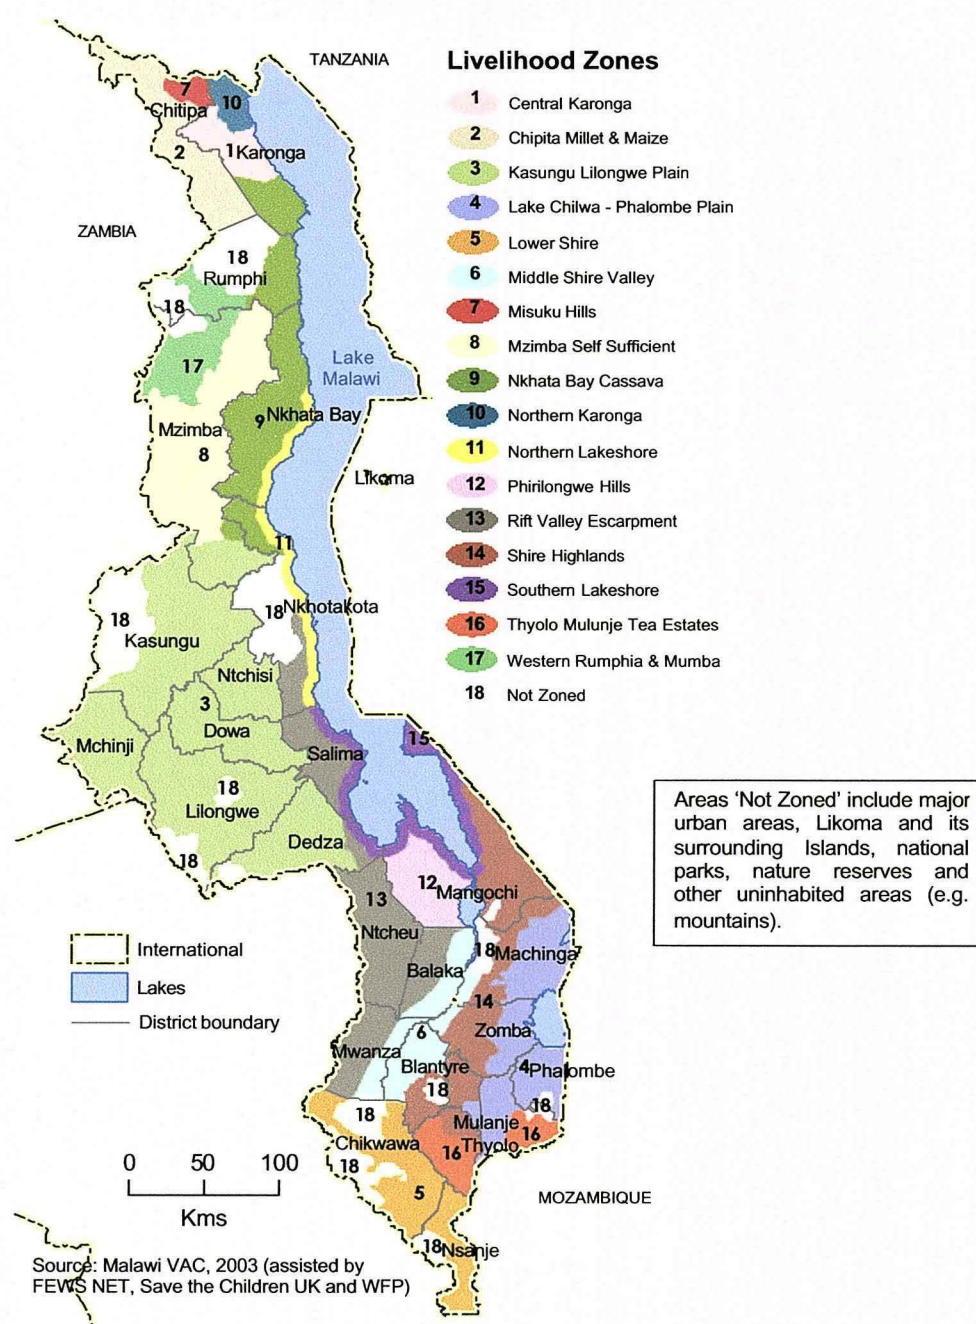 TANZANIA
Livelihood Zones
1 Central Karonga
2 Chipita Millet & Maize
3 Kasungu Lilongwe Plain
4 Lake Chilwa - Phalombe Plain
5 Lower Shire
6 Middle Shire Valley
7 Misuku Hills
8 Mzimba Self Sufficient
9 Nkhata Bay Cassava
10 Northern Karonga
11 Northern Lakeshore
12 Phirilongwe Hills
13 Rift Valley Escarpment
14 Shire Highlands
15 Southern Lakeshore
16 Thyolo Mulunje Tea Estates
17 Western Rumphia & Mumba
18 Not Zoned
7
10
Chitipa
2
1 Karonga
ZAMBIA
18
Rumphi
18
17
Lake
Malawi
9 Nkhata Bay
Mzimba
8
Likoma
11
18 Nkhotakota
18
Kasungu
Ntchisi
3
Dowa
Mchinji
15
Salima
18
Lilongwe
Dedza
18
12
Mangochi
13
Ntcheu
18
Machinga
Balaka
14
6
Zomba
Mwanza
Blantyre
4 Phalombe
18
18
18
Mulanje
16
Chikwawa
Thyolo
16
18
5
18
Nsanje
MOZAMBIQUE
Areas ‘Not Zoned’ include major
urban areas, Likoma and its
surrounding Islands, national
parks, nature reserves and
other uninhabited areas (e.g.
mountains).
International
Lakes
District boundary
0 50 100
Kms
Source: Malawi VAC, 2003 (assisted by
FEWS NET, Save the Children UK and WFP)